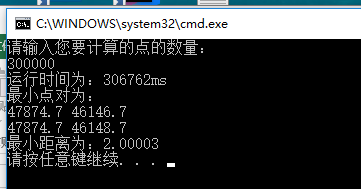 C:\WINDOWS\system32\cmd.exe
请输入您要计算的点的数量:
300000
运行时间为: 306762ms
最小点对为:
47874.7 46146.7
47874.7 46148.7
最小距离为: 2.00003
请按任意键继续. . .